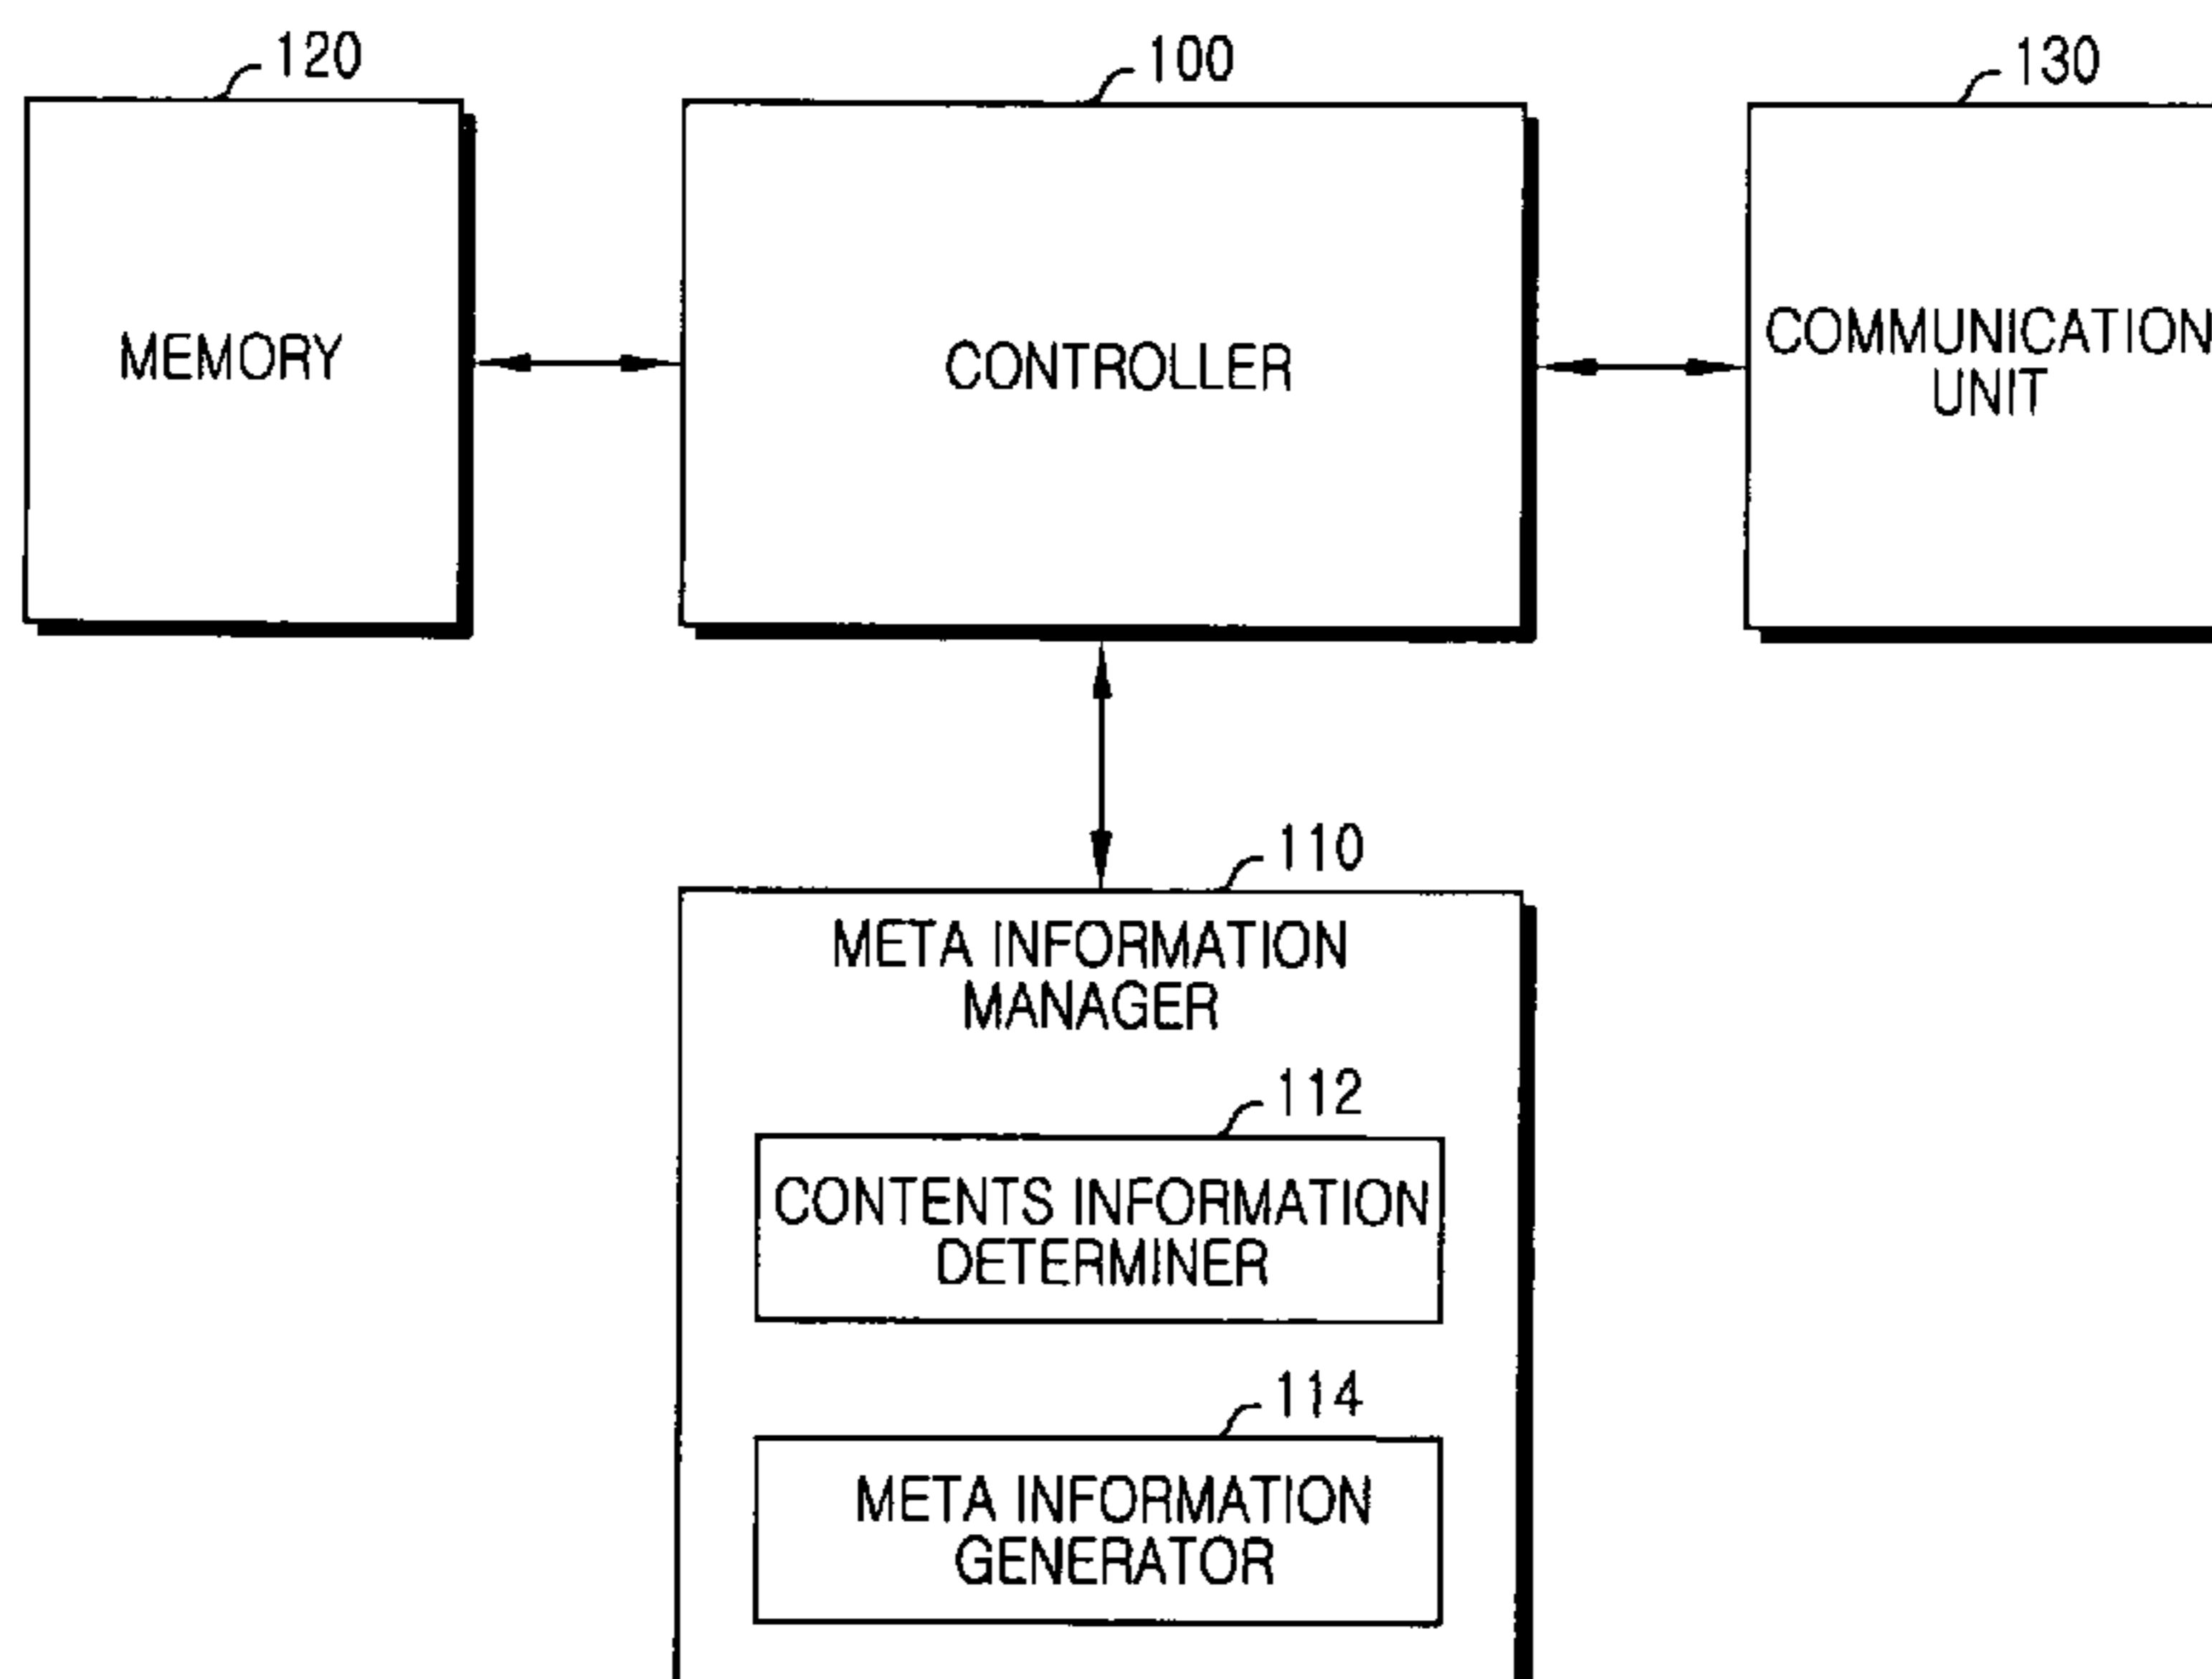 120
100
130
MEMORY
CONTROLLER
COMMUNICATION
UNIT
110
META INFORMATION
MANAGER
112
CONTENTS INFORMATION
DETERMINER
114
META INFORMATION
GENERATOR